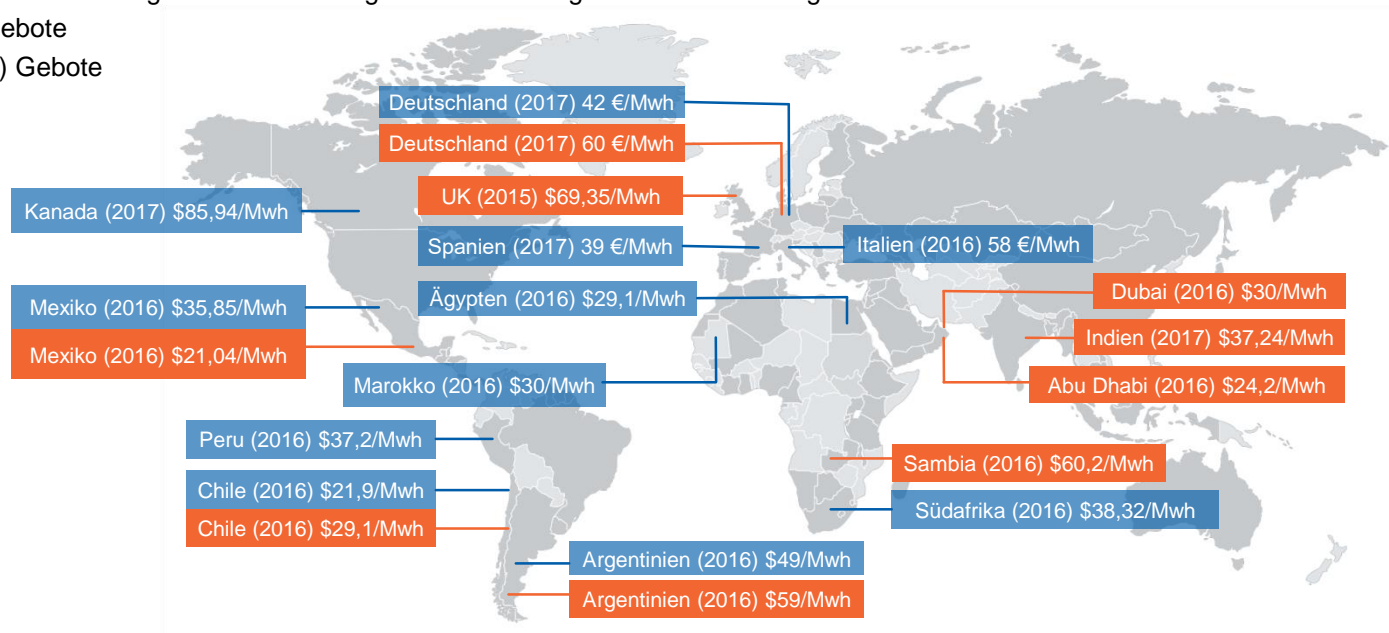 ebote
) Gebote
Deutschland (2017) 42 €/Mwh
Deutschland (2017) 60 €/Mwh
UK (2015) $69,35/Mwh
Kanada (2017) $85,94/Mwh
Spanien (2017) 39 €/Mwh
Italien (2016) 58 €/Mwh
Ägypten (2016) $29,1/Mwh
Dubai (2016) $30/Mwh
Mexiko (2016) $35,85/Mwh
Indien (2017) $37,24/Mwh
Mexiko (2016) $21,04/Mwh
Marokko (2016) $30/Mwh
Abu Dhabi (2016) $24,2/Mwh
Peru (2016) $37,2/Mwh
Sambia (2016) $60,2/Mwh
Chile (2016) $21,9/Mwh
Südafrika (2016) $38,32/Mwh
Chile (2016) $29,1/Mwh
Argentinien (2016) $49/Mwh
Argentinien (2016) $59/Mwh